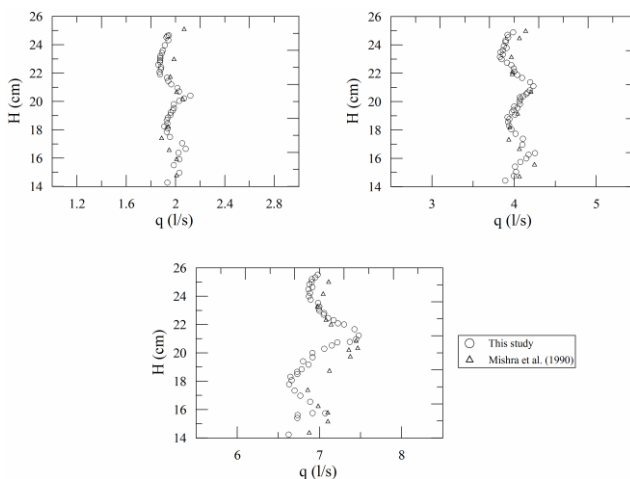 26
24
22
20
18
16
14
H (cm)
1.2 1.6 2 2.4 2.8
q (l/s)
26
24
22
20
18
16
14
H (cm)
3 4 5
q (l/s)
26
24
22
20
18
16
14
H (cm)
6 7 8
q (l/s)
This study
Mishra et al. (1990)